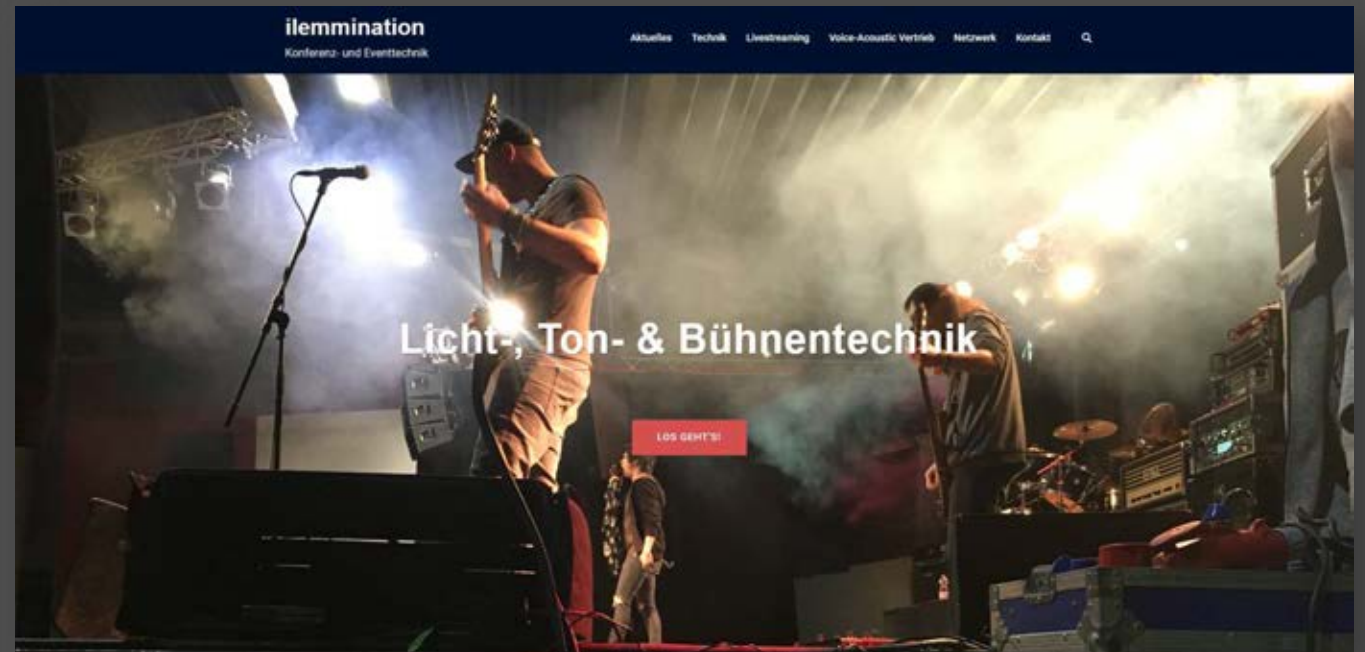 ilemmination
Konferenz- und Eventtechnik
Aktuelles Technik Livestreaming Voice-Acoustic Vertrieb Netzwerk Kontakt
Licht-, Ton- & Bühnentechnik
LOS GEHT'S!